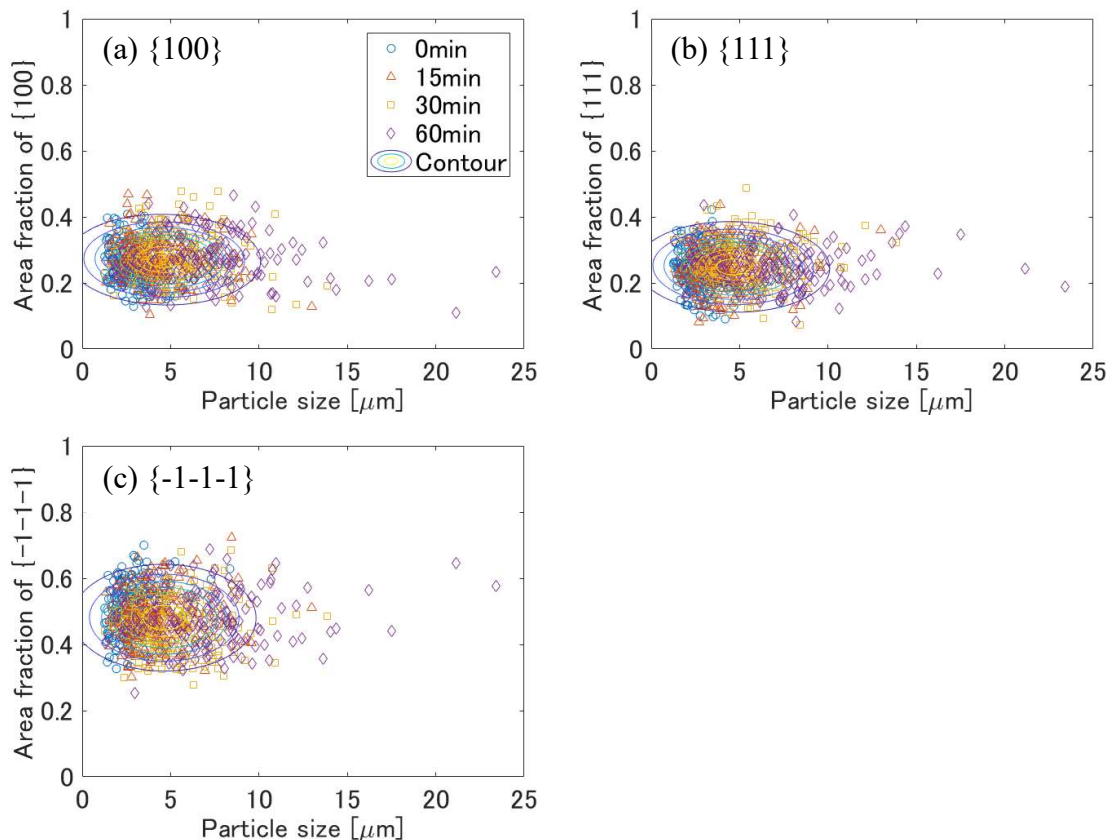 (a) {100}
Area fraction of {100}
1
0.8
0.6
0.4
0.2
0
0 5 10 15 20 25
Particle size [μm]
0min
15min
30min
60min
Contour
(b) {111}
Area fraction of {111}
1
0.8
0.6
0.4
0.2
0
0 5 10 15 20 25
Particle size [μm]
(c) {-1-1-1}
Area fraction of {-1-1-1}
1
0.8
0.6
0.4
0.2
0
0 5 10 15 20 25
Particle size [μm]